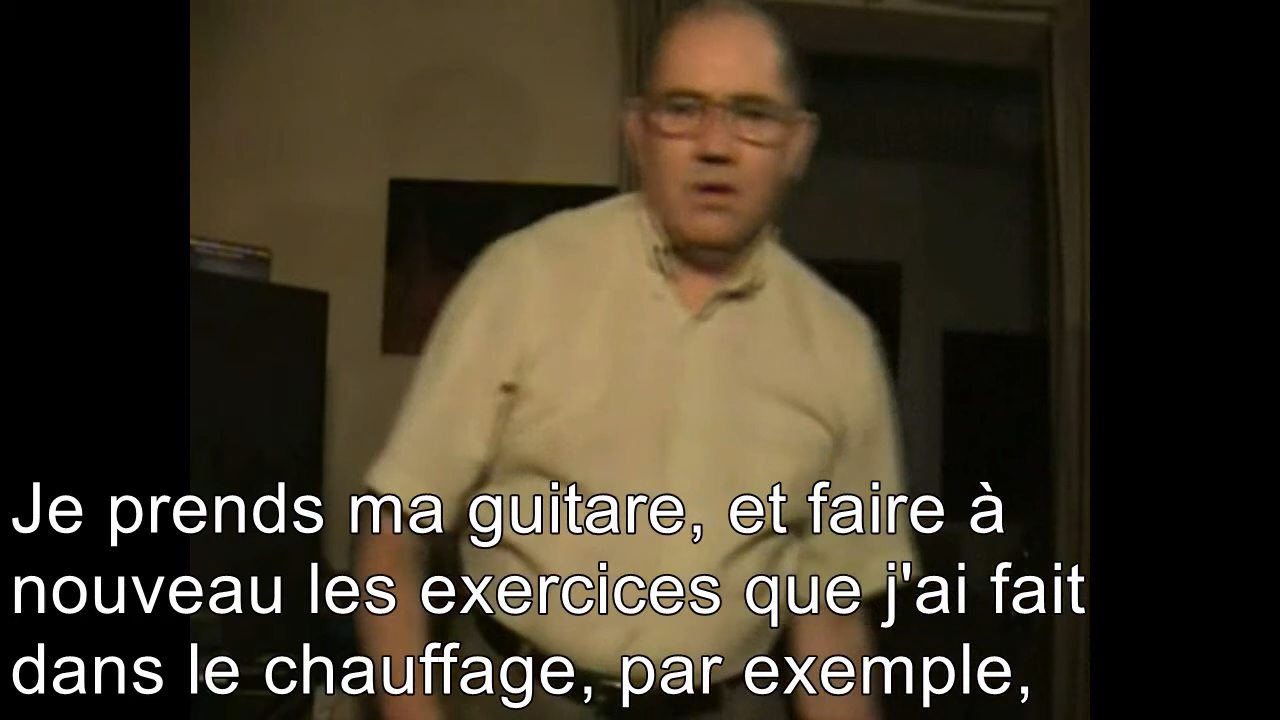 Je prends ma guitare, et faire à
nouveau les exercices que j'ai fait
dans le chauffage, par exemple,